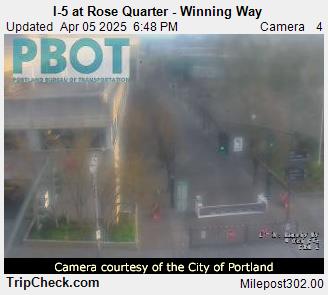 I-5 at Rose Quarter - Winning Way
Updated Apr 05 2025 6:48 PM Camera 4
PBOT
PORTLAND BUREAU OF TRANSPORTATION
Camera courtesy of the City of Portland
TripCheck.com Milepost302.00